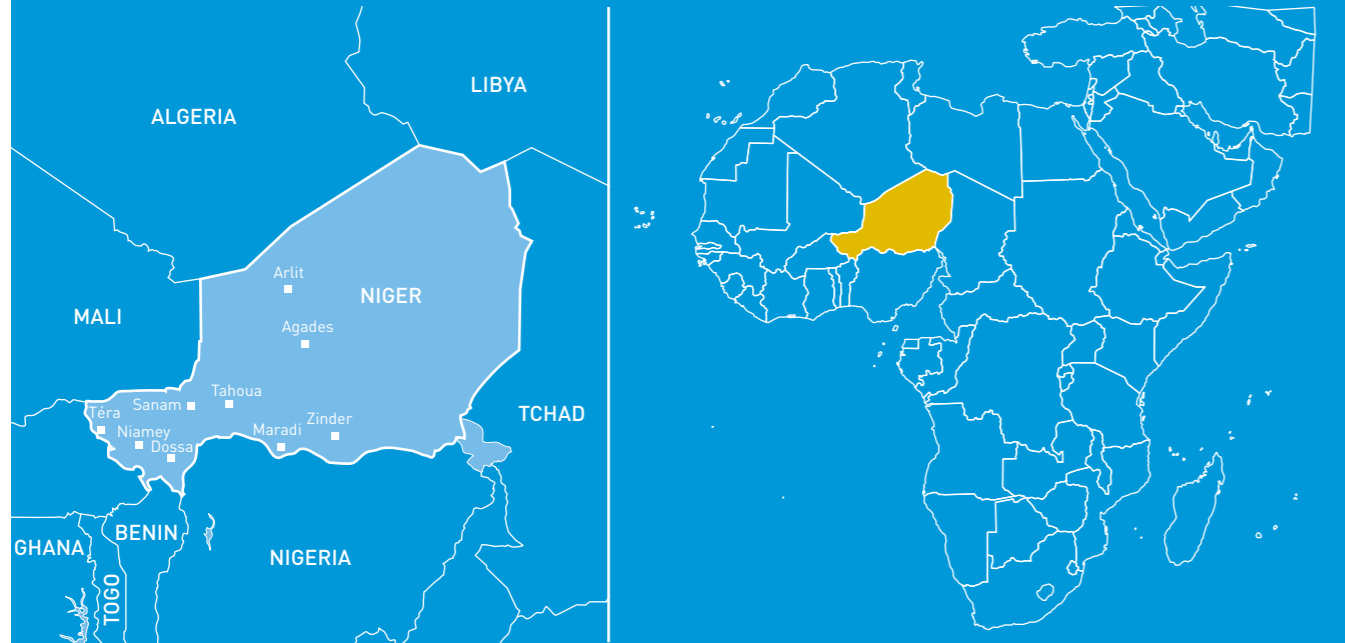 LIBYA
ALGERIA
Arlit
NIGER
MALI
Agades
Tahoua
Sanam
Téra
TCHAD
Zinder
Maradi
Niamey
Dossa
BENIN
GHANA
NIGERIA
TOGO